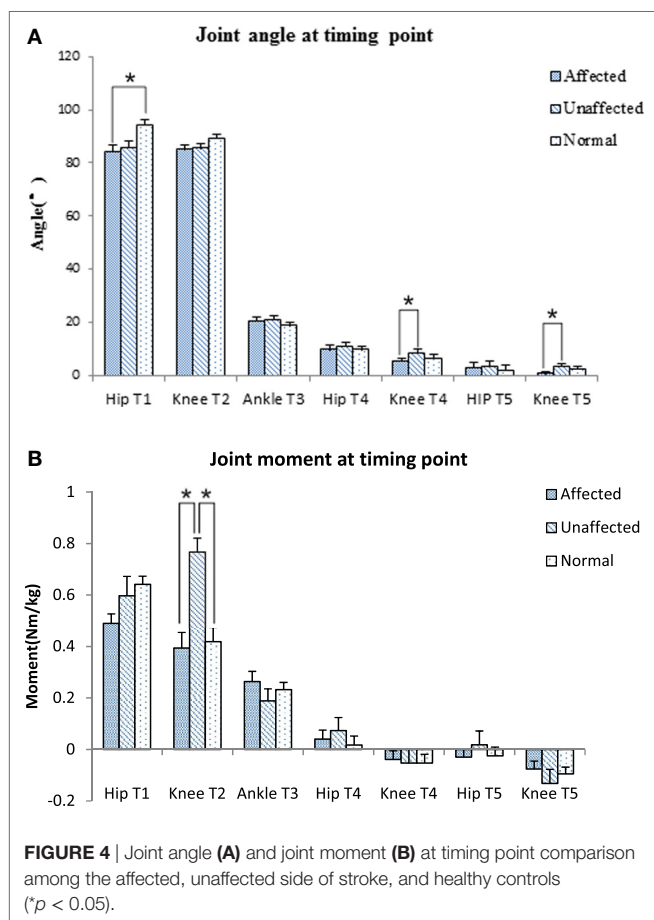 A
Joint angle at timing point
120
100
80
60
40
20
0
Angle(°)
*
*
*
Affected
Unaffected
Normal
Hip T1 Knee T2 Ankle T3 Hip T4 Knee T4 HIP T5 Knee T5
B
Joint moment at timing point
1
0.8
0.6
0.4
0.2
0
-0.2
Moment(Nm/kg)
* *
Affected
Unaffected
Normal
Hip T1 Knee T2 Ankle T3 Hip T4 Knee T4 Hip T5 Knee T5
FIGURE 4 | Joint angle (A) and joint moment (B) at timing point comparison
among the affected, unaffected side of stroke, and healthy controls
(*p < 0.05).